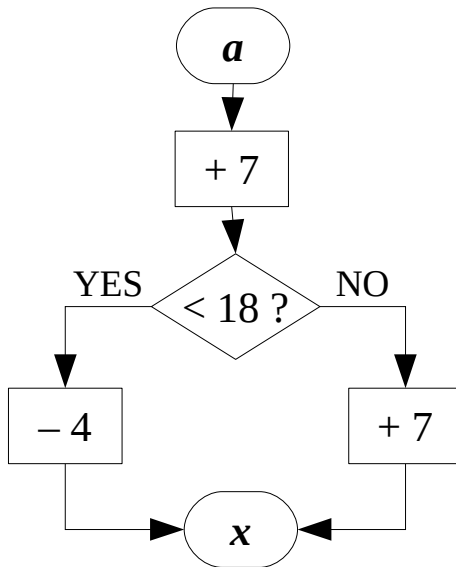 a
+ 7
YES
< 18 ?
NO
– 4
+ 7
x